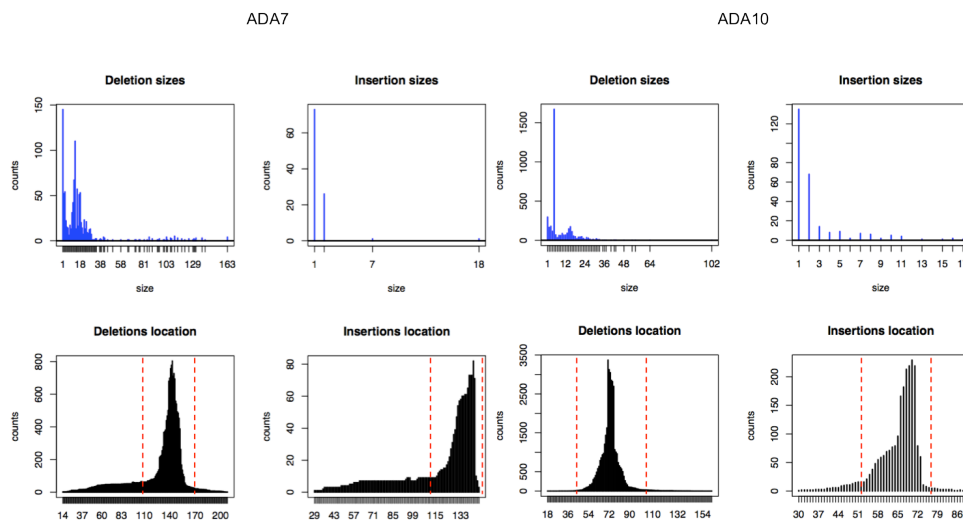 ADA7
ADA10
Deletion sizes
Insertion sizes
Deletion sizes
Insertion sizes
counts
0
50
100
150
1 18 38 58 81 103 129 163
size
counts
0
20
40
60
1 7 18
size
counts
0
500
1000
1500
1 12 24 36 48 64 102
size
counts
0
20
40
60
80
120
1 3 5 7 9 11 13 15
size
Deletions location
Insertions location
Deletions location
Insertions location
counts
0
200
400
600
800
14 37 60 83 110 140 170 200
counts
0
20
40
60
80
29 43 57 71 85 99 115 133
counts
0
500
1500
2500
3500
18 36 54 72 90 110 130 154
counts
0
50
100
150
200
30 37 44 51 58 65 72 79 86